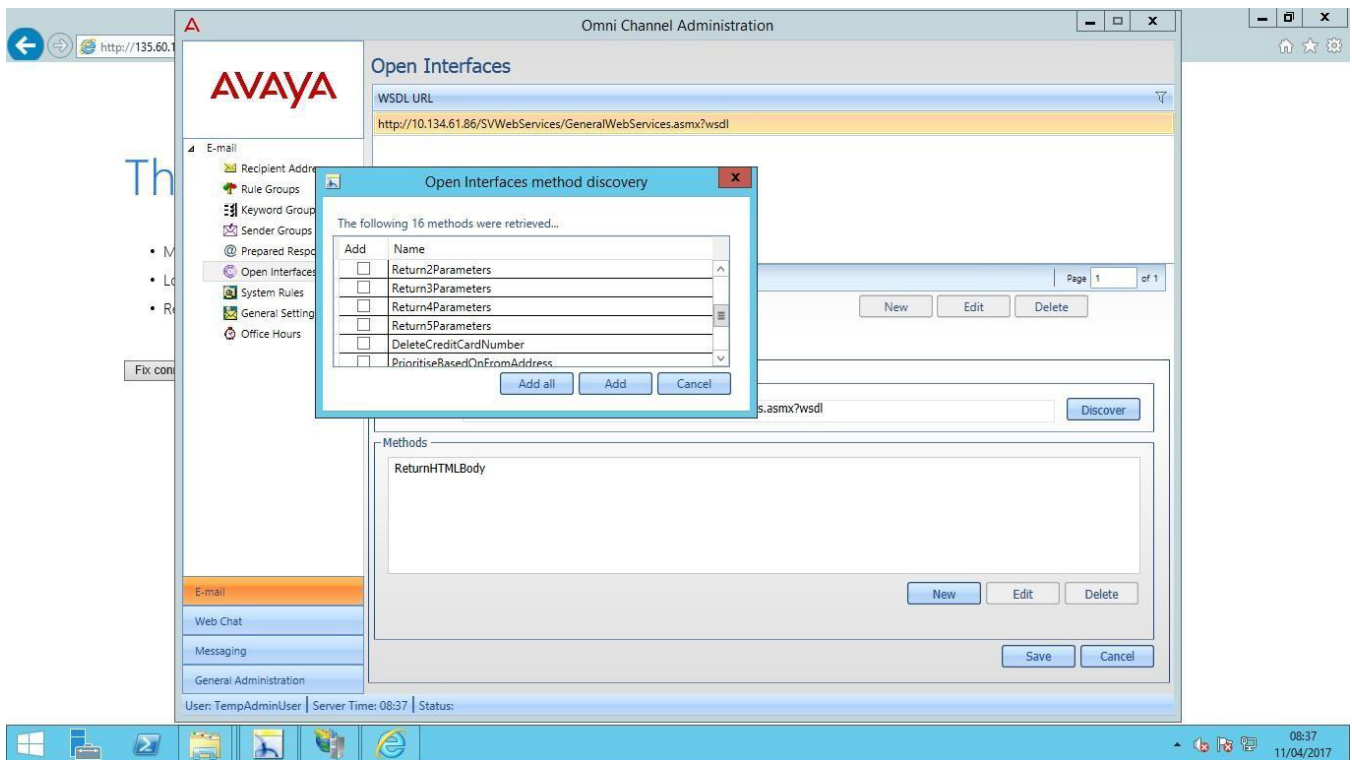 Omni Channel Administration
http://135.60.1
AVAYA
Open Interfaces
WSDL URL
http://10.134.61.86/SVWebServices/GeneralWebServices.asmx?wsdl
E-mail
Recipient Addre
Rule Groups
Keyword Group
Sender Groups
@ Prepared Respo
Open Interfaces
System Rules
General Setting
Office Hours
Th
• M
• Lo
• Re
Fix con
Open Interfaces method discovery
The following 16 methods were retrieved...
Add Name
Return2Parameters
Return3Parameters
Return4Parameters
Return5Parameters
DeleteCreditCardNumber
PrioritiseBasedOnFromAddress
Add all Add Cancel
Page 1 of 1
New Edit Delete
s.asmx?wsdl
Discover
Methods
ReturnHTMLBody
New Edit Delete
Save Cancel
E-mail
Web Chat
Messaging
General Administration
User: TempAdminUser Server Time: 08:37 Status:
08:37
11/04/2017